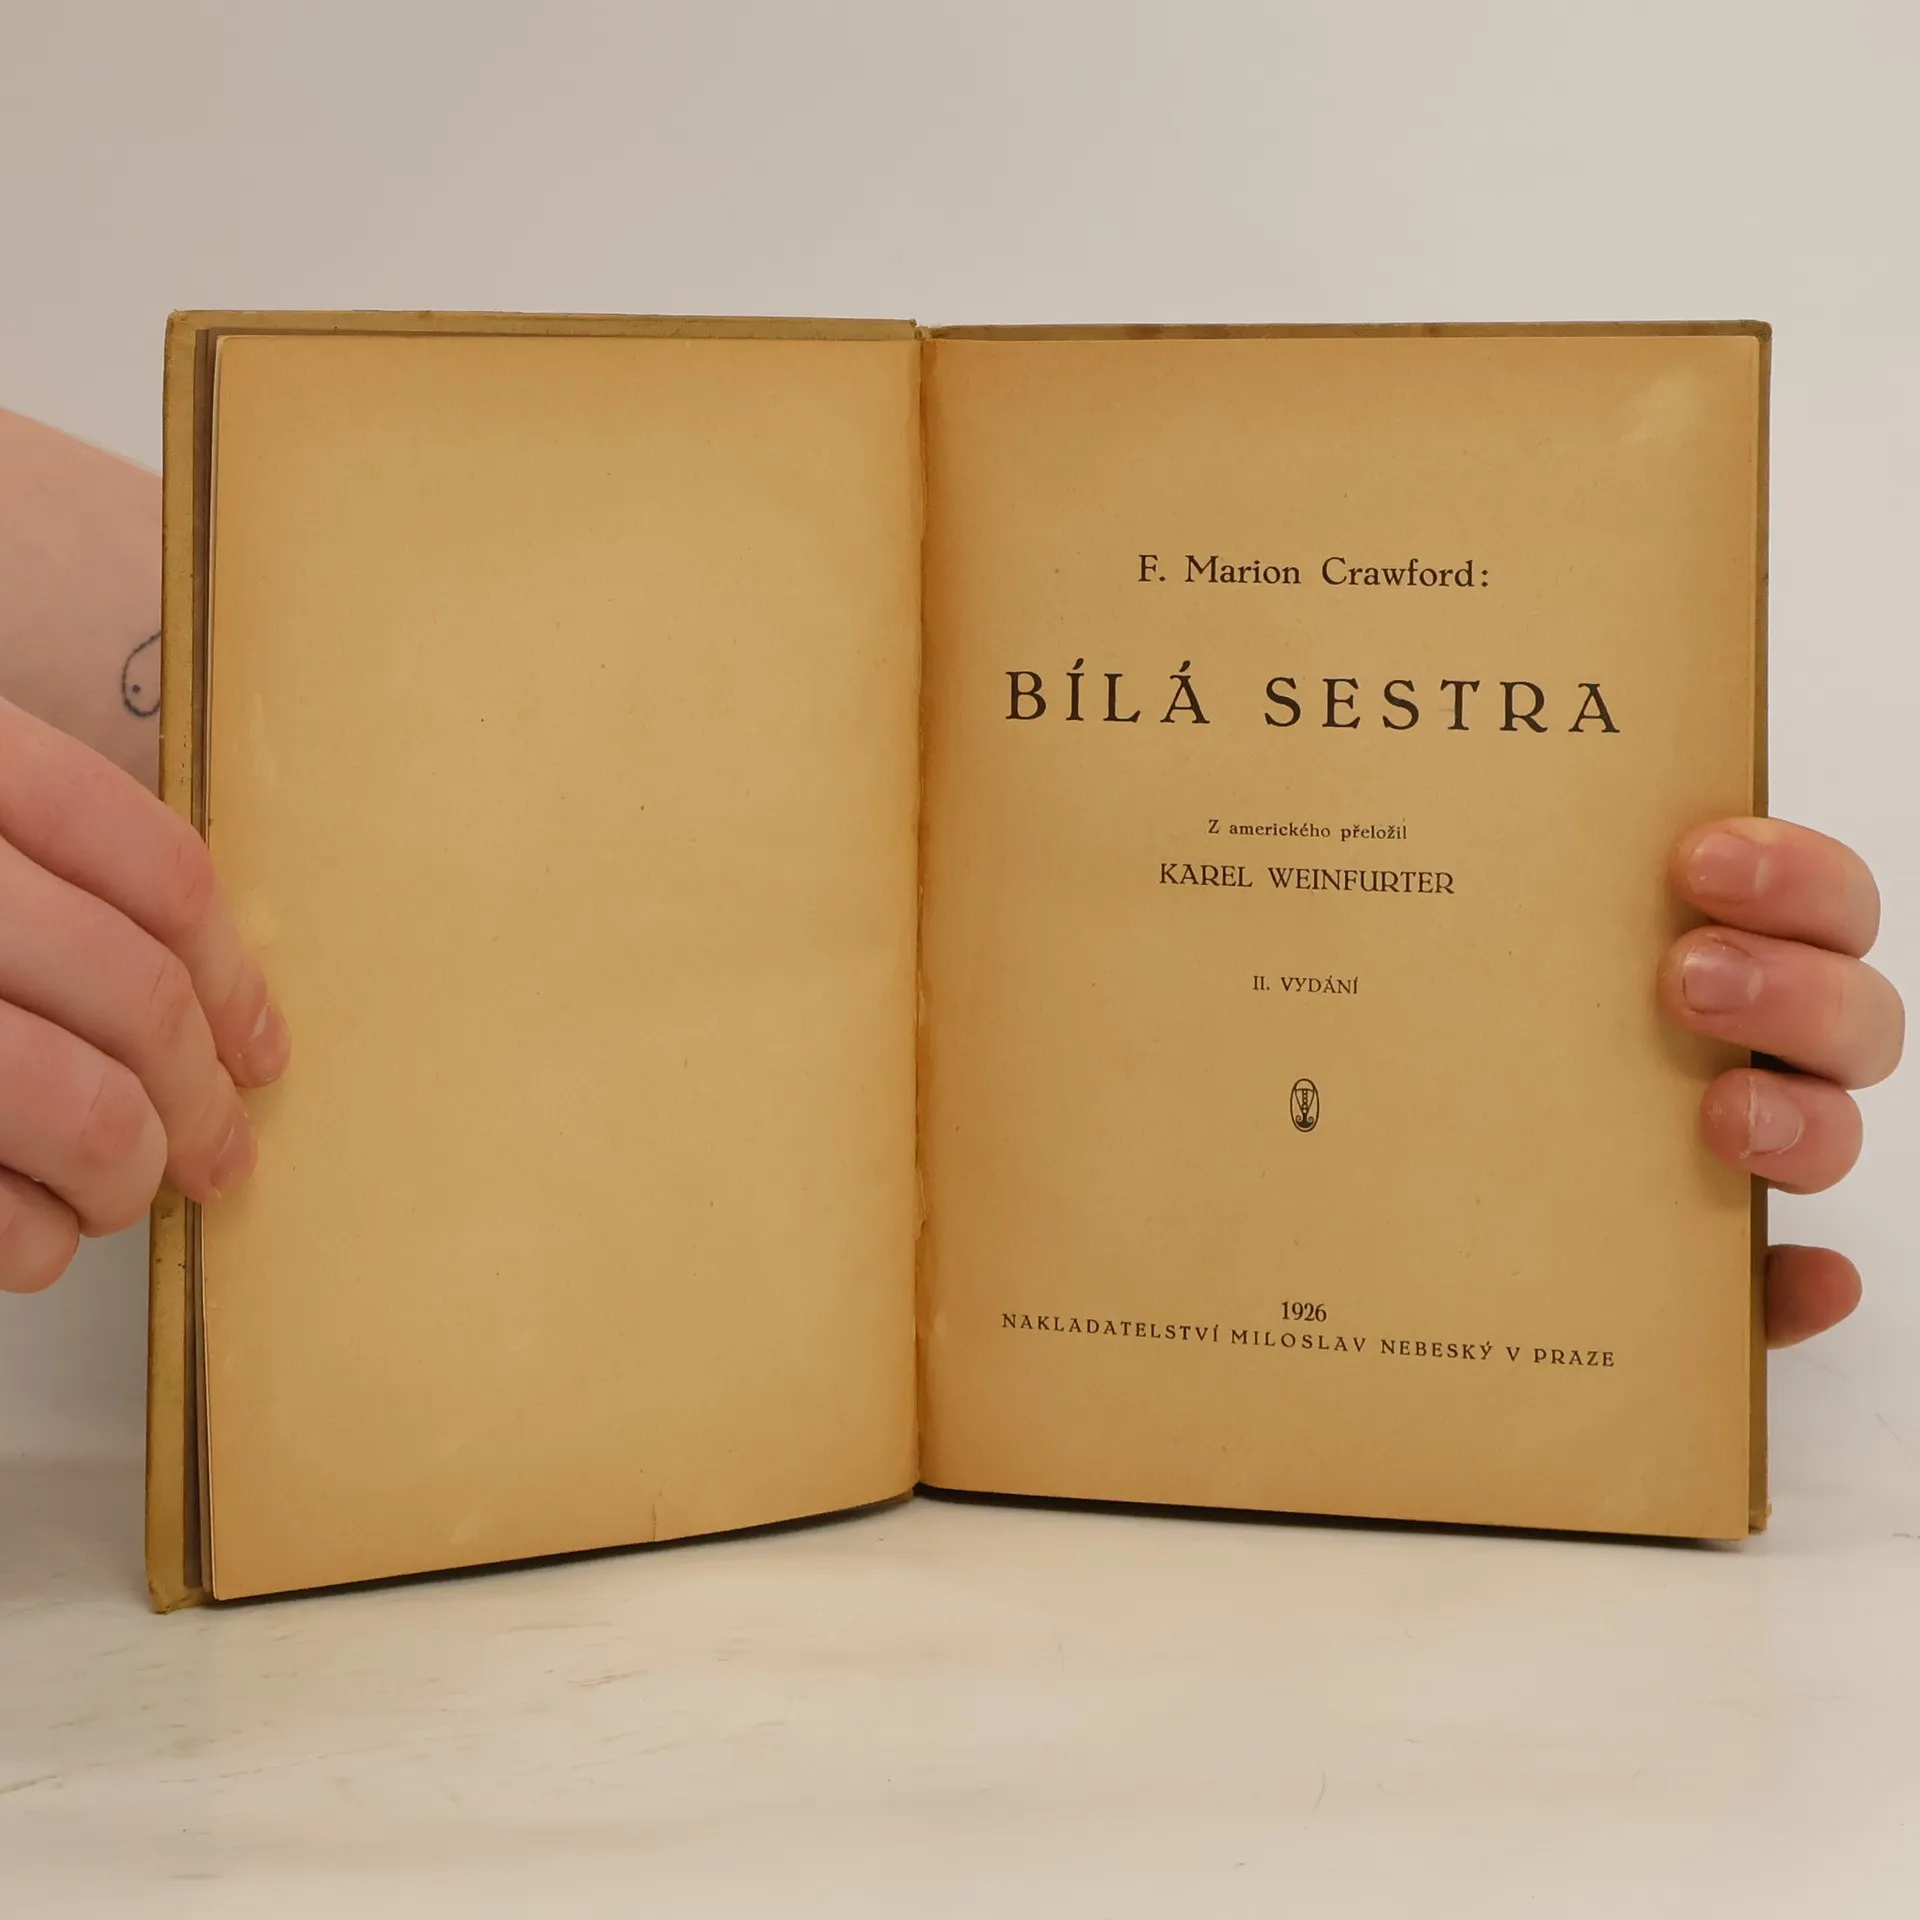 F. Marion Crawford:
BÍLÁ SESTRA
Z amerického přeložil
KAREL WEINFURTER
II. VYDÁNÍ
1926
NAKLADATELSTVÍ MILOSLAV NEBESKÝ V PRAZE